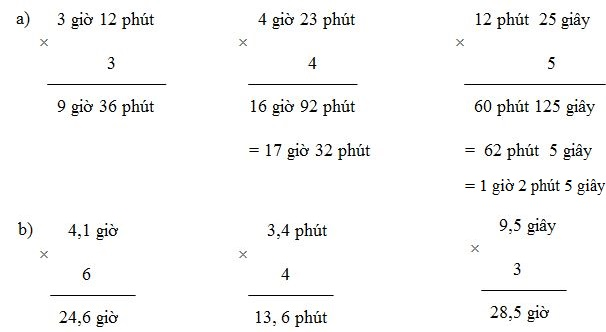 a) 3 giờ 12 phút
×
3
9 giờ 36 phút
4 giờ 23 phút
×
4
16 giờ 92 phút
= 17 giờ 32 phút
12 phút 25 giây
×
5
60 phút 125 giây
= 62 phút 5 giây
= 1 giờ 2 phút 5 giây
b) 4,1 giờ
×
6
24,6 giờ
3,4 phút
×
4
13, 6 phút
9,5 giây
×
3
28,5 giờ